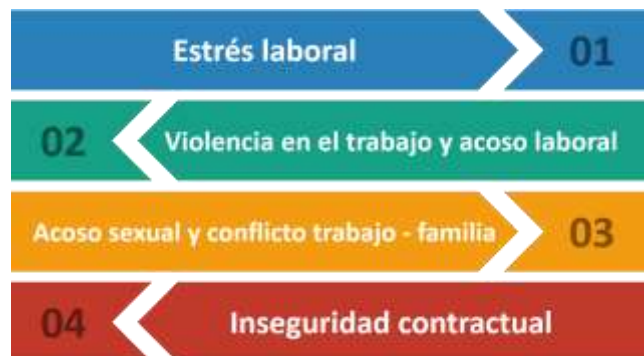 Estrés laboral 01
02 Violencia en el trabajo y acoso laboral
Acoso sexual y conflicto trabajo - familia 03
04 Inseguridad contractual